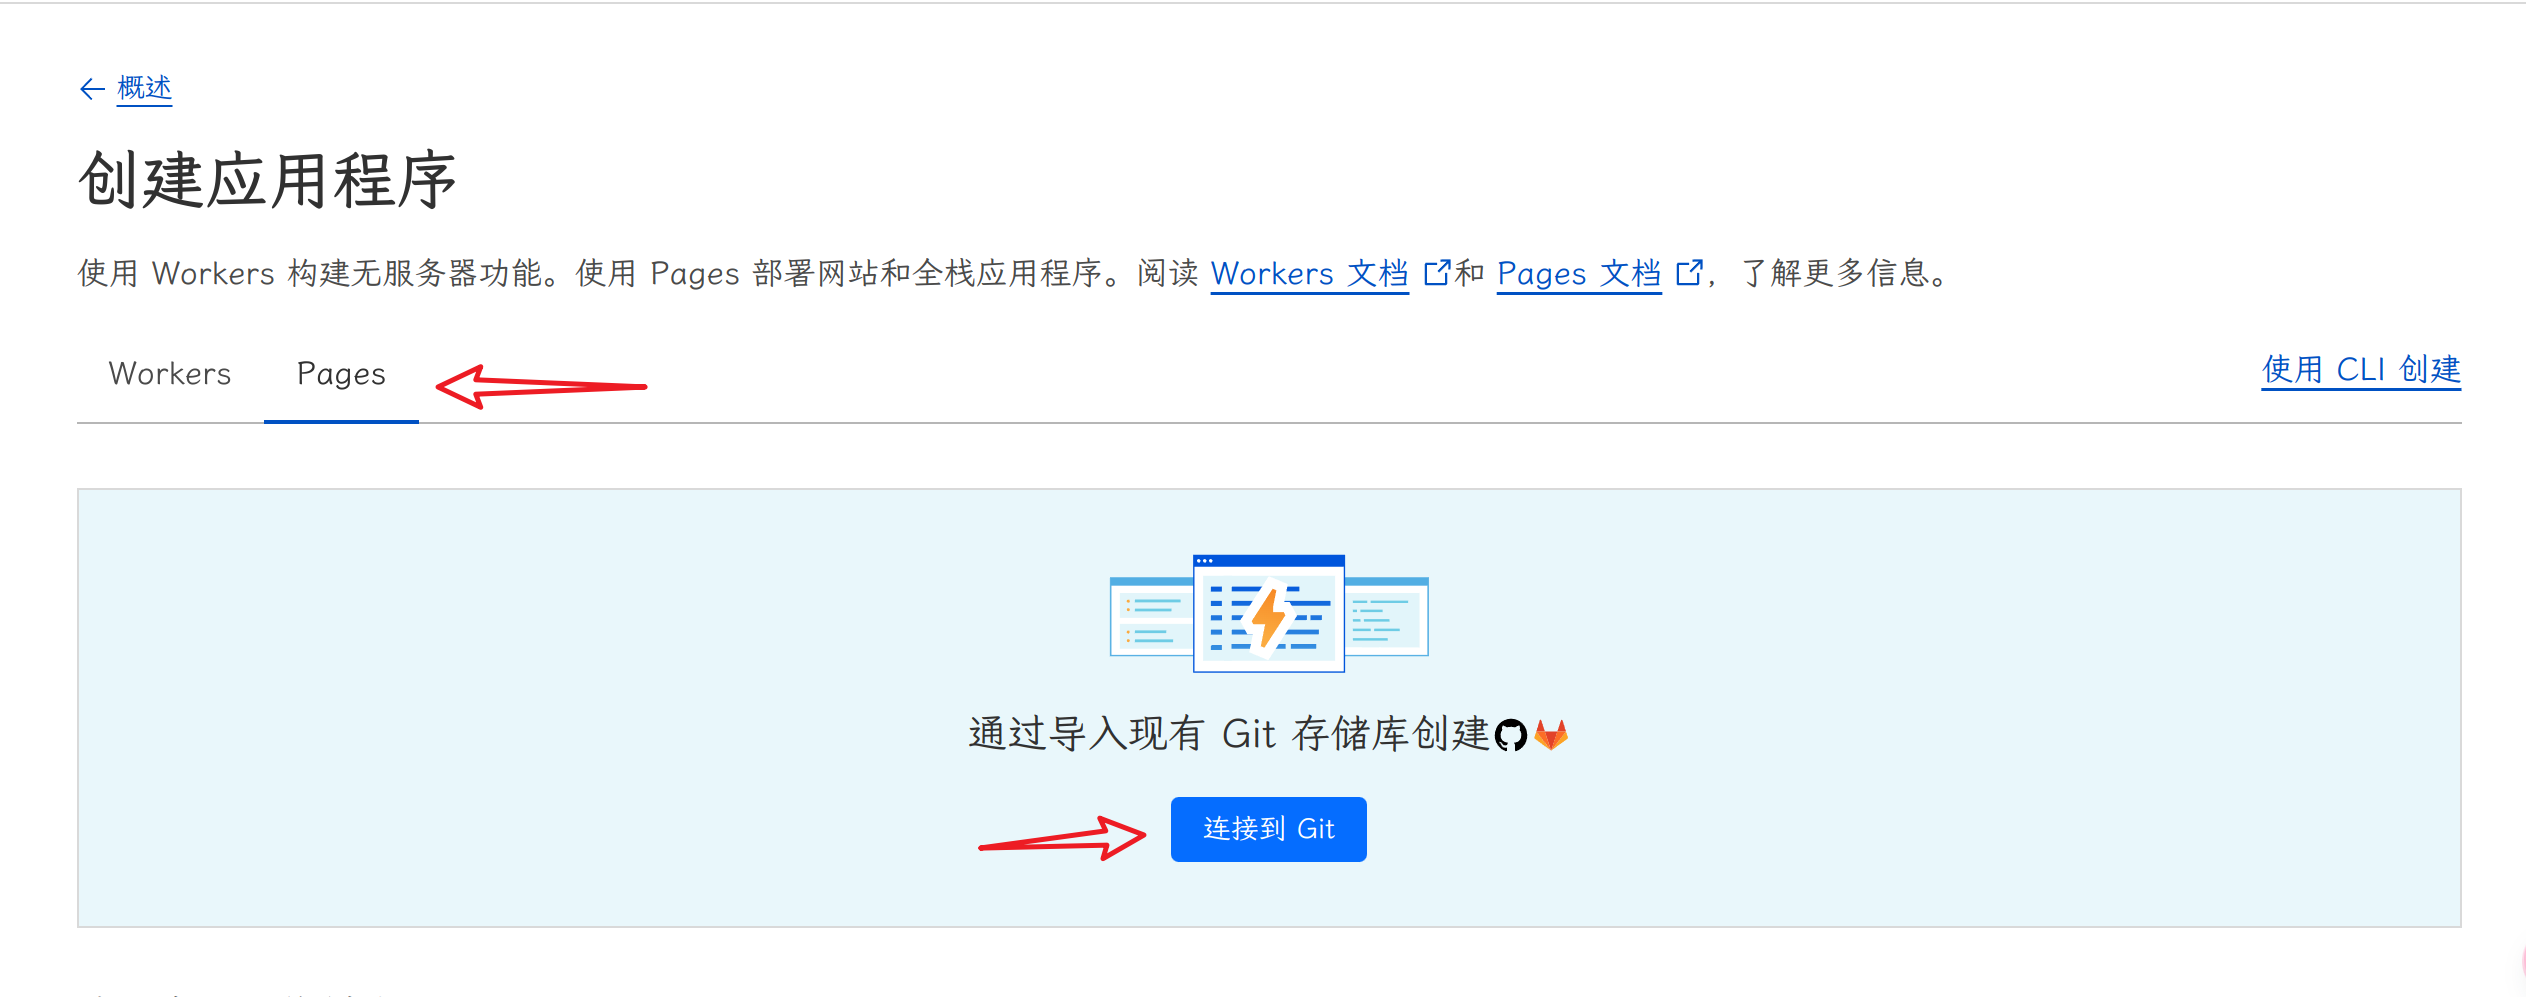 概述
创建应用程序
使用 Workers 构建无服务器功能。使用 Pages 部署网站和全栈应用程序。阅读 Workers 文档 和 Pages 文档 ，了解更多信息。
Workers Pages 使用 CLI 创建
通过导入现有 Git 存储库创建
连接到 Git